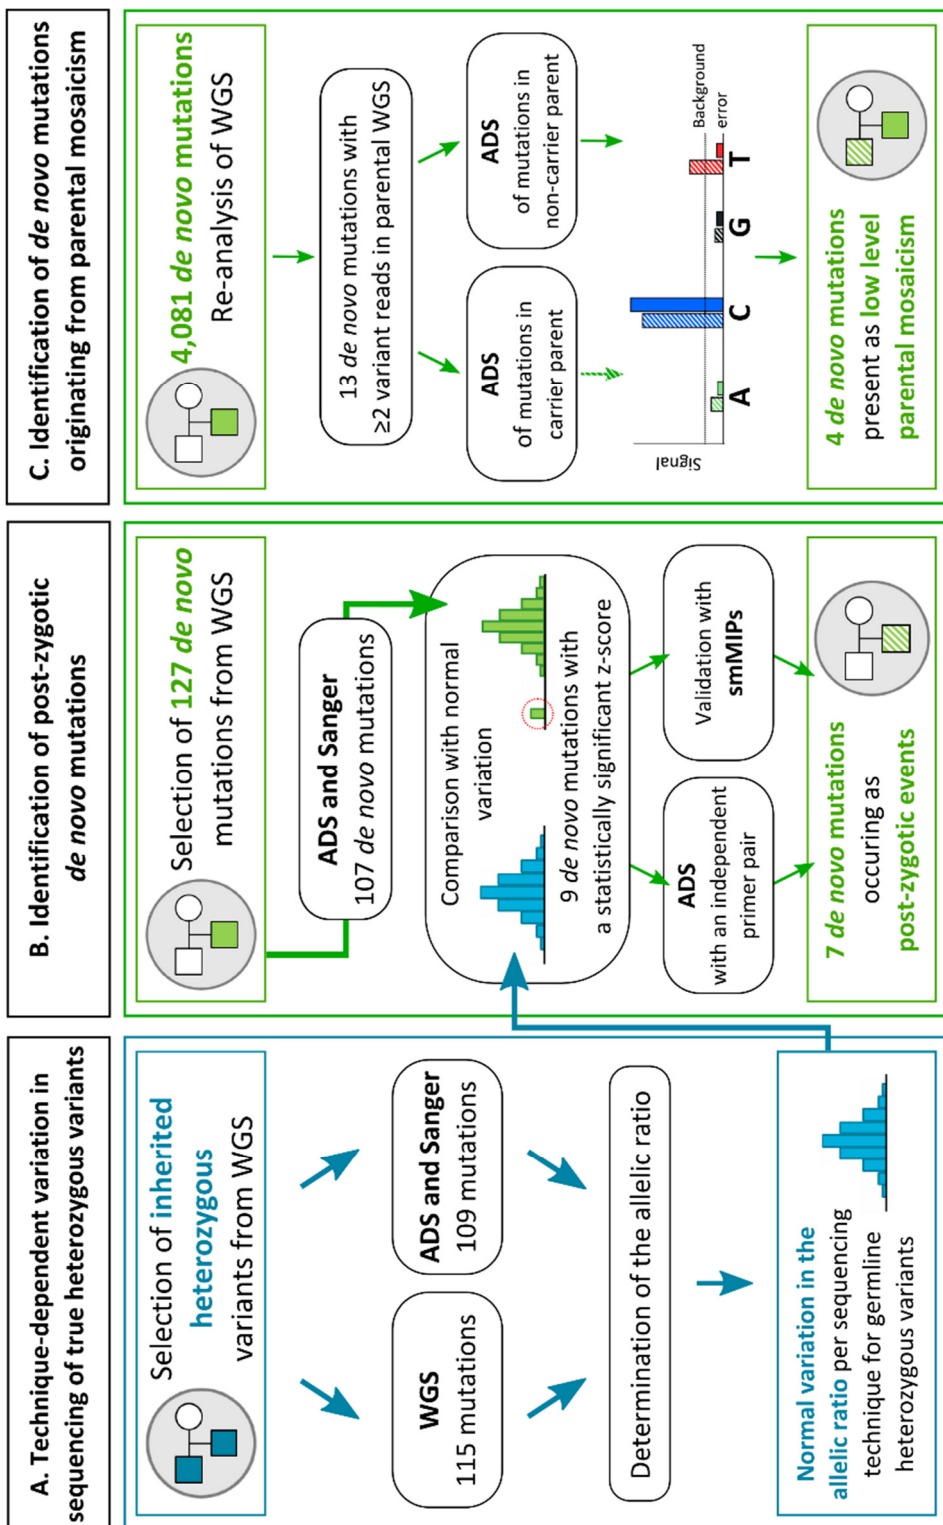 A. Technique-dependent variation in
sequencing of true heterozygous variants
Selection of inherited
heterozygous
variants from WGS
WGS
115 mutations
ADS and Sanger
109 mutations
Determination of the allelic ratio
Normal variation in the
allelic ratio per sequencing
technique for germline
heterozygous variants
B. Identification of post-zygotic
de novo mutations
Selection of 127 de novo
mutations from WGS
ADS and Sanger
107 de novo mutations
Comparison with normal
variation
9 de novo mutations with
a statistically significant z-score
ADS
with an independent
primer pair
Validation with
smMIPs
7 de novo mutations
occuring as
post-zygotic events
C. Identification of de novo mutations
originating from parental mosaicism
4,081 de novo mutations
Re-analysis of WGS
13 de novo mutations with
≥2 variant reads in parental WGS
ADS
of mutations in
carrier parent
ADS
of mutations in
non-carrier parent
Signal
Background
error
A C G T
4 de novo mutations
present as low level
parental mosaicism